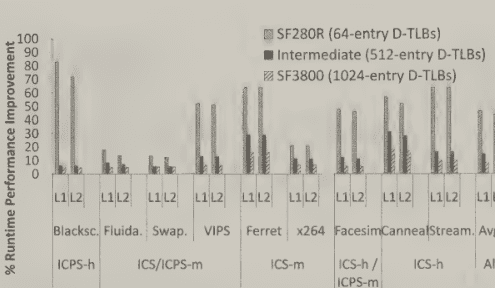 % Runtime Performance Improvement
100
90
80
70
60
50
40
30
20
10
0
SF280R (64-entry D-TLBs)
Intermediate (512-entry D-TLBs)
SF3800 (1024-entry D-TLBs)
L1 L2 L1 L2 L1 L2 L1 L2 L1 L2 L1 L2 L1 L2 L1 L2 L1 L2 L1
Blacksc. Fluida. Swap. VIPS Ferret x264 Facesim Canneal Stream. Avg
ICPS-h ICS/ICPS-m ICS-m ICS-h / ICS-h Al
ICPS-m